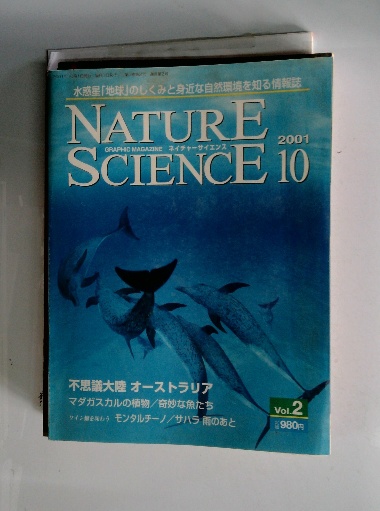 水惑星「地球」のしくみと身近な自然環境を知る情報誌
NATURE
GRAPHIC MAGAZINE ネイチャーサイエンス
2001
SCIENCE 10
不思議大陸 オーストラリア
マダガスカルの植物/奇妙な魚たち
モンタルチーノ/サハラ 雨のあと
Vol.2
980円